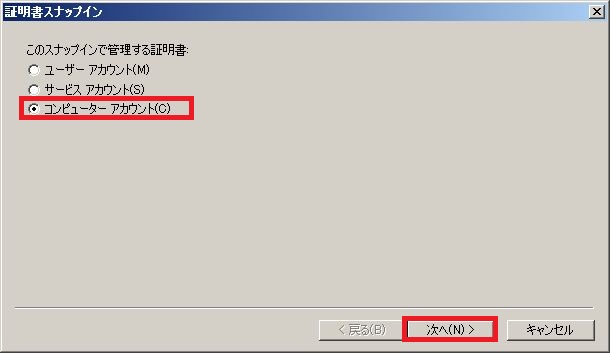 証明書スナップイン
このスナップインで管理する証明書:
ユーザー アカウント(M)
サービス アカウント(S)
コンピューター アカウント(C)
< 戻る(B)
次へ(N) >
キャンセル